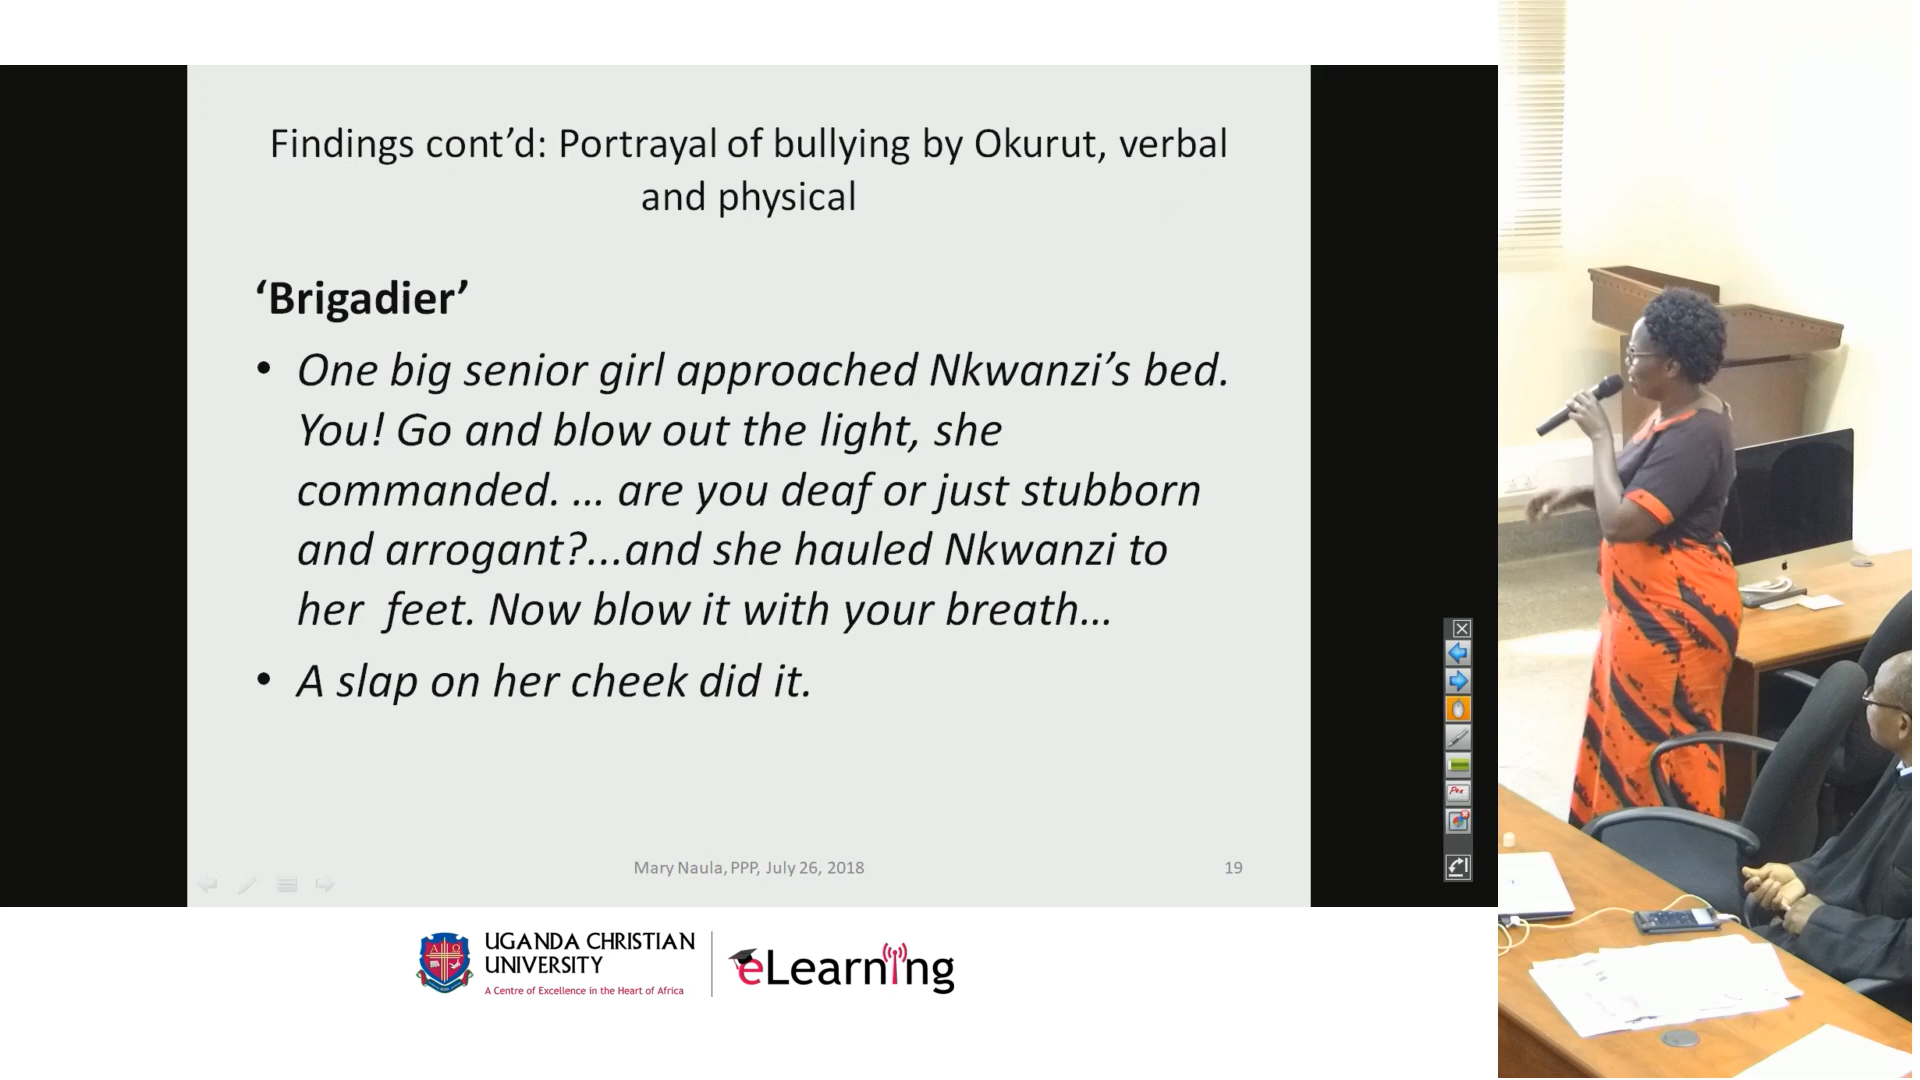 Findings cont’d: Portrayal of bullying by Okurut, verbal
and physical
‘Brigadier’
• One big senior girl approached Nkwanzi’s bed.
You! Go and blow out the light, she
commanded. … are you deaf or just stubborn
and arrogant?...and she hauled Nkwanzi to
her feet. Now blow it with your breath…
• A slap on her cheek did it.
Mary Naula, PPP, July 26, 2018
19
UGANDA CHRISTIAN
UNIVERSITY
A Centre of Excellence in the Heart of Africa
eLearning